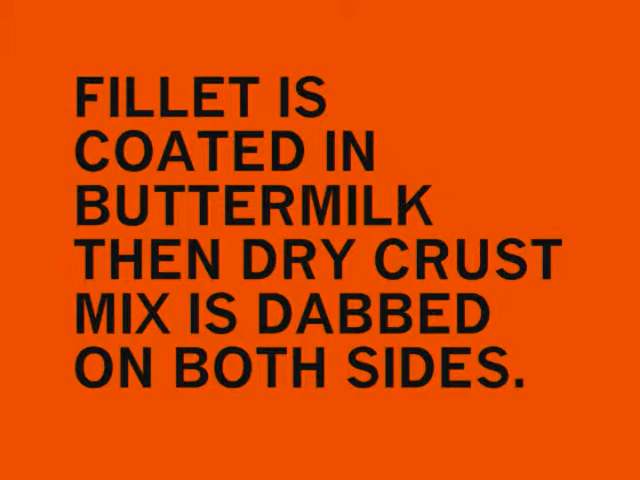 FILLET IS
COATED IN
BUTTERMILK
THEN DRY CRUST
MIX IS DABBED
ON BOTH SIDES.